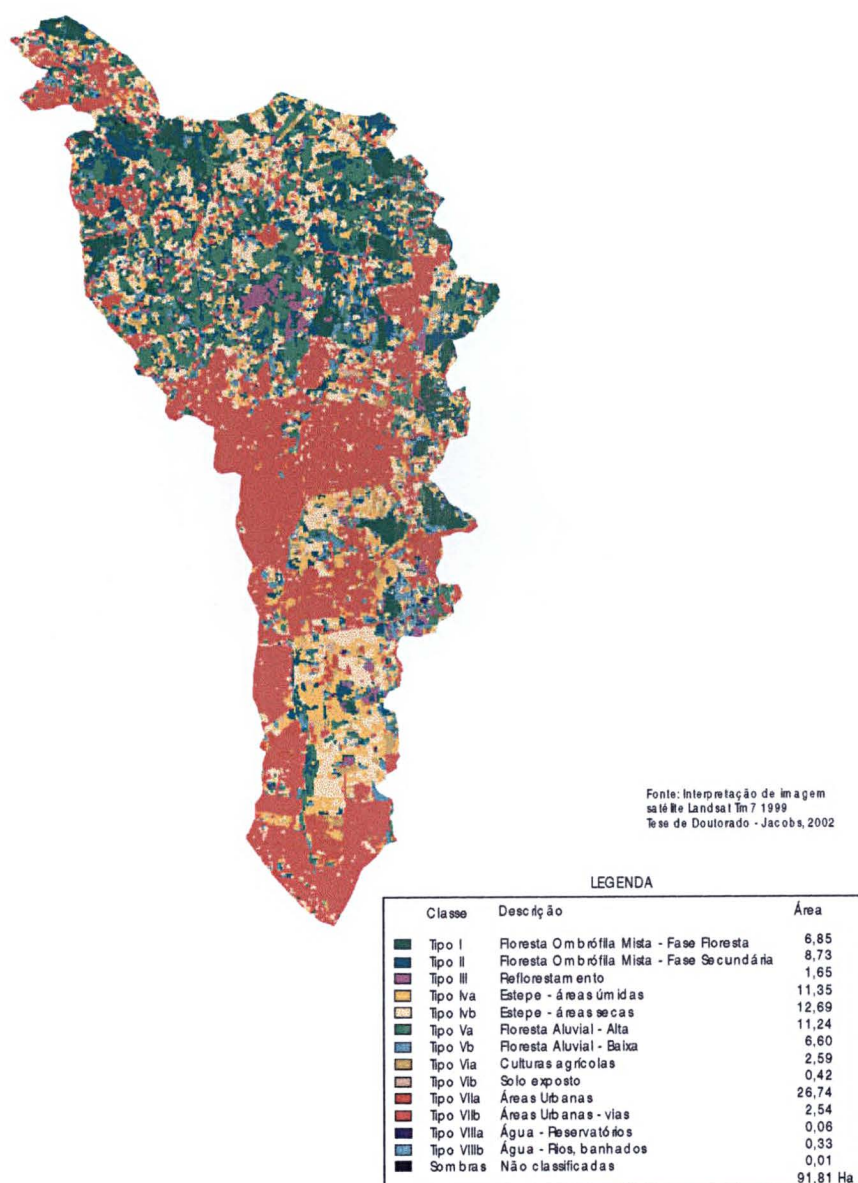 Fonte: Interpretação de imagem
satélite Landsat Tm 7 1999
Tese de Doutorado - Jacobs, 2002
LEGENDA
Classe Descrição Área
Tipo I Floresta Ombrófila Mista - Fase Floresta 6,85
Tipo II Floresta Ombrófila Mista - Fase Secundária 8,73
Tipo III Reflorestamento 1,65
Tipo Iva Estepe - áreas úmidas 11,35
Tipo Ivb Estepe - áreas secas 12,69
Tipo Va Floresta Aluvial - Alta 11,24
Tipo Vb Floresta Aluvial - Baixa 6,60
Tipo Via Culturas agrícolas 2,59
Tipo Vib Solo exposto 0,42
Tipo VIIa Áreas Urbanas 26,74
Tipo VIIb Áreas Urbanas - vias 2,54
Tipo VIIIa Água - Reservatórios 0,06
Tipo VIIIb Água - Rios, banhados 0,33
Sombras Não classificadas 0,01
91,81 Ha